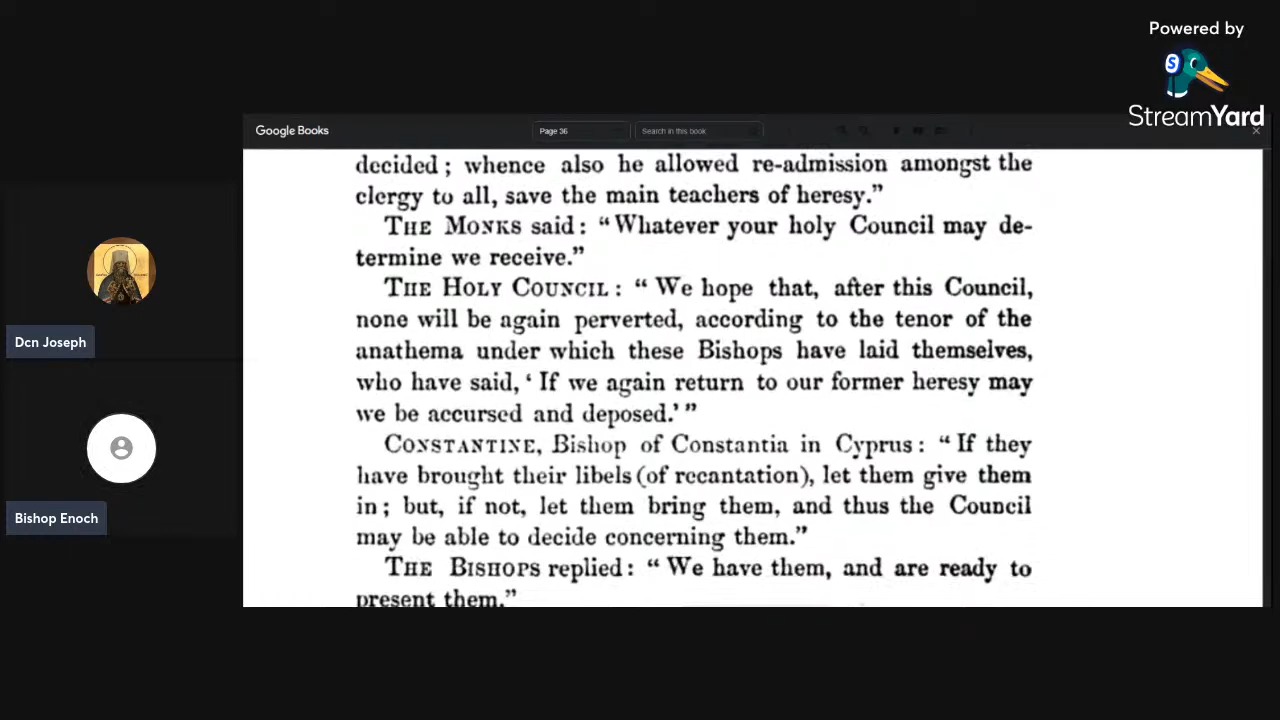 Powered by
S
StreamYard
Google Books
Page 36
Search in this book
decided; whence also he allowed re-admission amongst the
clergy to all, save the main teachers of heresy.”
THE MONKS said: “Whatever your holy Council may de-
termine we receive.”
THE HOLY COUNCIL: “We hope that, after this Council,
none will be again perverted, according to the tenor of the
anathema under which these Bishops have laid themselves,
who have said, ‘If we again return to our former heresy may
we be accursed and deposed.’”
CONSTANTINE, Bishop of Constantia in Cyprus: “If they
have brought their libels (of recantation), let them give them
in; but, if not, let them bring them, and thus the Council
may be able to decide concerning them.”
THE BISHOPS replied: “We have them, and are ready to
present them.”
Dcn Joseph
Bishop Enoch